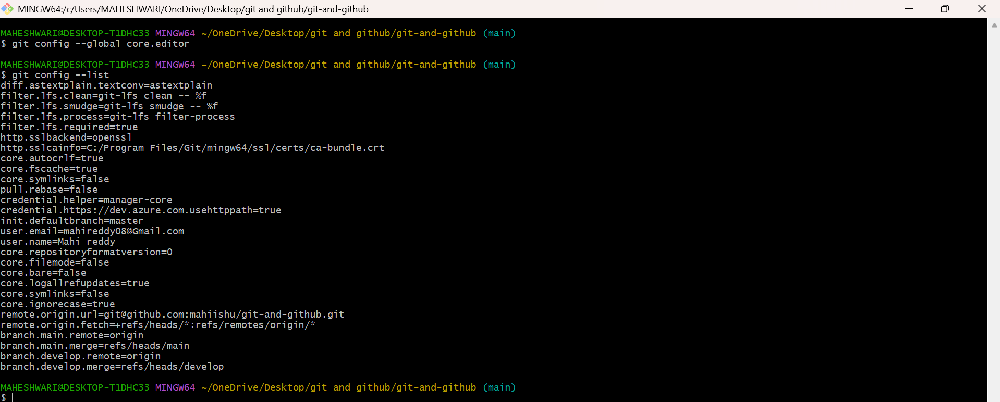 MINGW64:/c/Users/MAHESHWARI/OneDrive/Desktop/git and github/git-and-github
MAHESHWARI@DESKTOP-T1DHC33 MINGW64 ~/OneDrive/Desktop/git and github/git-and-github (main)
$ git config --global core.editor
MAHESHWARI@DESKTOP-T1DHC33 MINGW64 ~/OneDrive/Desktop/git and github/git-and-github (main)
$ git config --list
diff.astextplain.textconv=astextplain
filter.lfs.clean=git-lfs clean -- %f
filter.lfs.smudge=git-lfs smudge -- %f
filter.lfs.process=git-lfs filter-process
filter.lfs.required=true
http.sslbackend=openssl
http.sslcainfo=C:/Program Files/Git/mingw64/ssl/certs/ca-bundle.crt
core.autocrlf=true
core.fscache=true
core.symlinks=false
pull.rebase=false
credential.helper=manager-core
credential.https://dev.azure.com.usehttppath=true
init.defaultbranch=master
user.email=mahireddy08@Gmail.com
user.name=Mahi reddy
core.repositoryformatversion=0
core.filemode=false
core.bare=false
core.logallrefupdates=true
core.symlinks=false
core.ignorecase=true
remote.origin.url=git@github.com:mahiishu/git-and-github.git
remote.origin.fetch=+refs/heads/*:refs/remotes/origin/*
branch.main.remote=origin
branch.main.merge=refs/heads/main
branch.develop.remote=origin
branch.develop.merge=refs/heads/develop
MAHESHWARI@DESKTOP-T1DHC33 MINGW64 ~/OneDrive/Desktop/git and github/git-and-github (main)
$